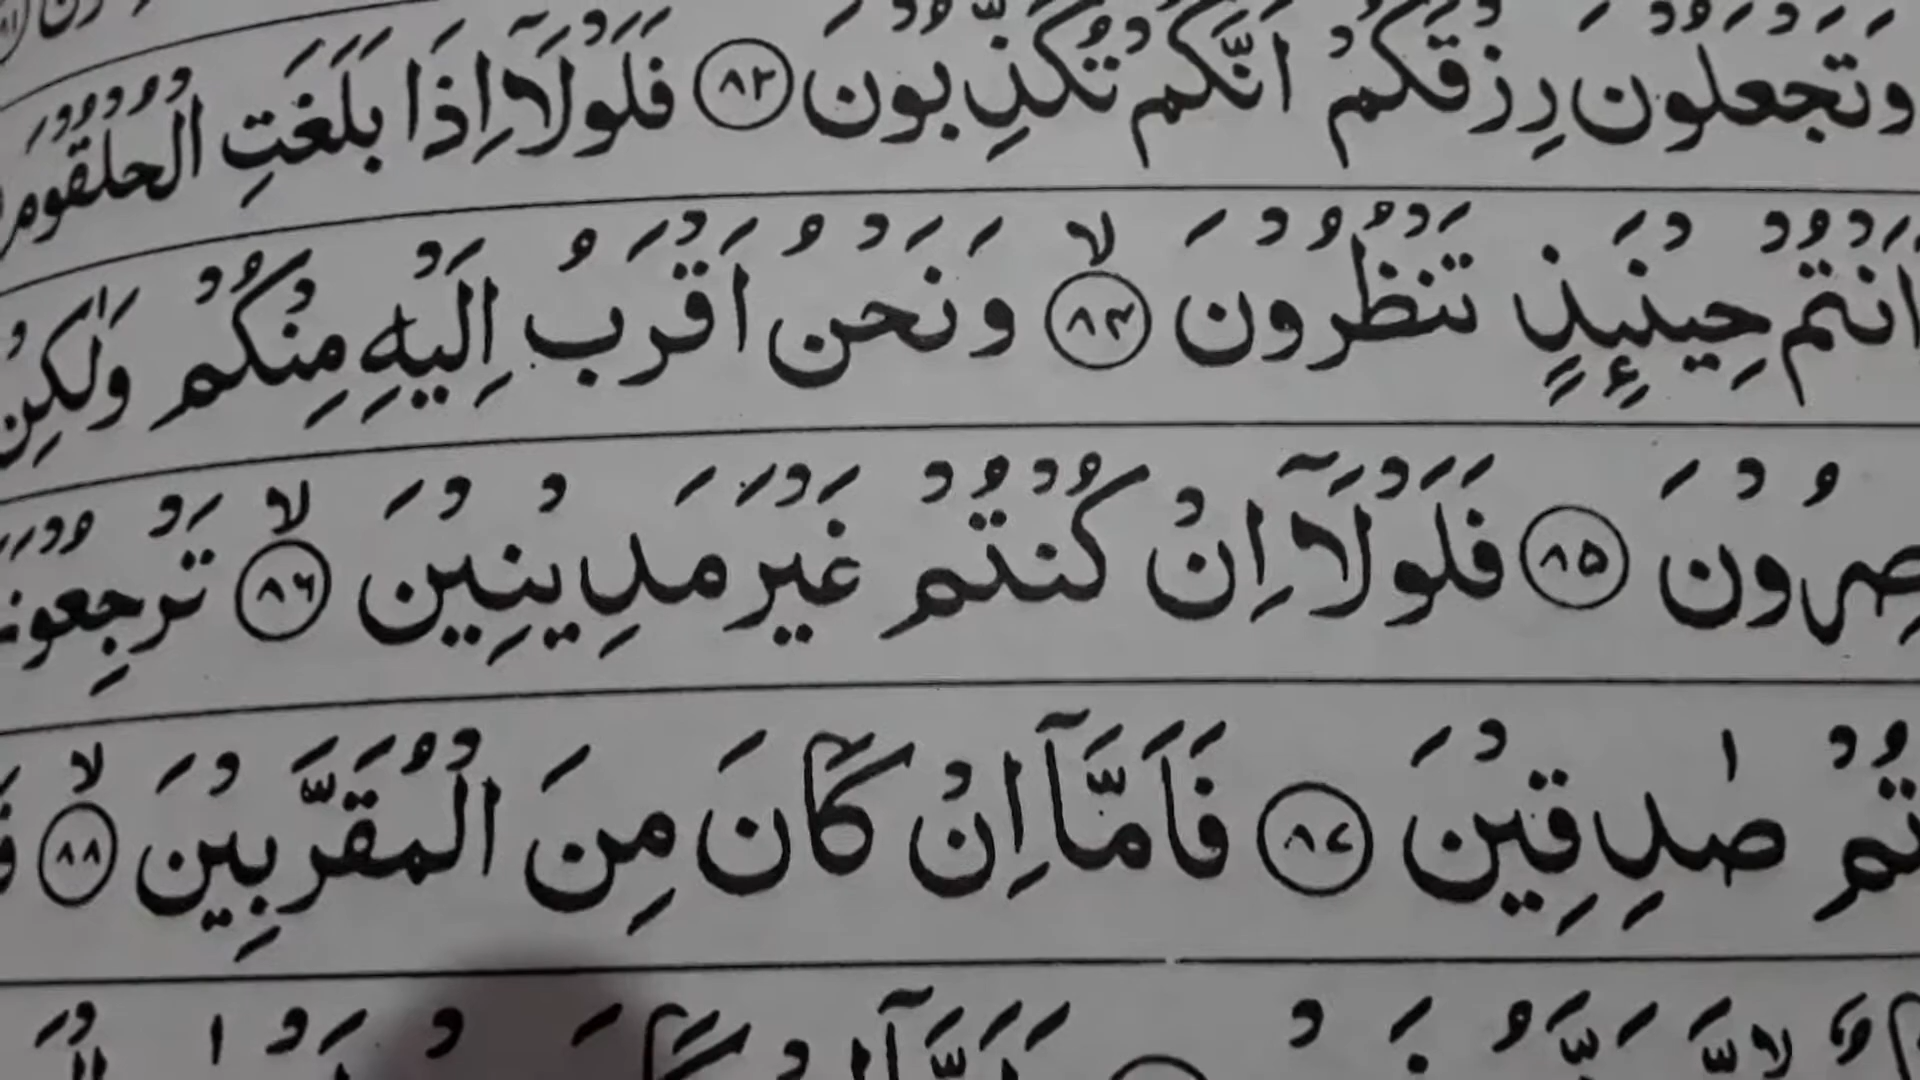 وَتَجْعَلُوْنَ رِزْقَكُمْ اَنَّكُمْ تُكَذِّبُوْنَ ﴿۸۲﴾ فَلَوْلَاۤ اِذَا بَلَغَتِ الْحُلْقُوْمَ
اَنْتُمْ حِيْنَئِذٍ تَنْظُرُوْنَ ﴿۸۴﴾ ۙ وَنَحْنُ اَقْرَبُ اِلَيْهِ مِنْكُمْ وَلٰكِنْ
صِرُوْنَ ﴿۸۵﴾ فَلَوْلَاۤ اِنْ كُنْتُمْ غَيْرَ مَدِيْنِيْنَ ﴿۸۶﴾ ۙ تَرْجِعُوْنَ
تُمْ صٰدِقِيْنَ ﴿۸۷﴾ فَاَمَّاۤ اِنْ كَانَ مِنَ الْمُقَرَّبِيْنَ ﴿۸۸﴾ ۙ